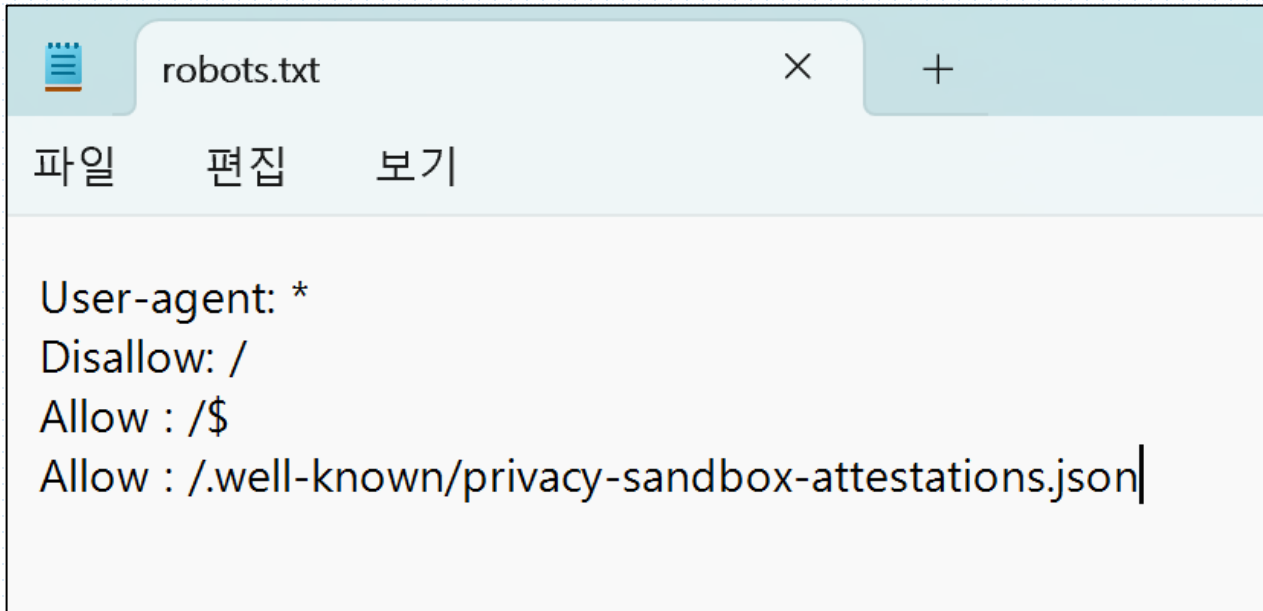 robots.txt
파일 편집 보기
User-agent: *
Disallow: /
Allow : /$
Allow : /.well-known/privacy-sandbox-attestations.json